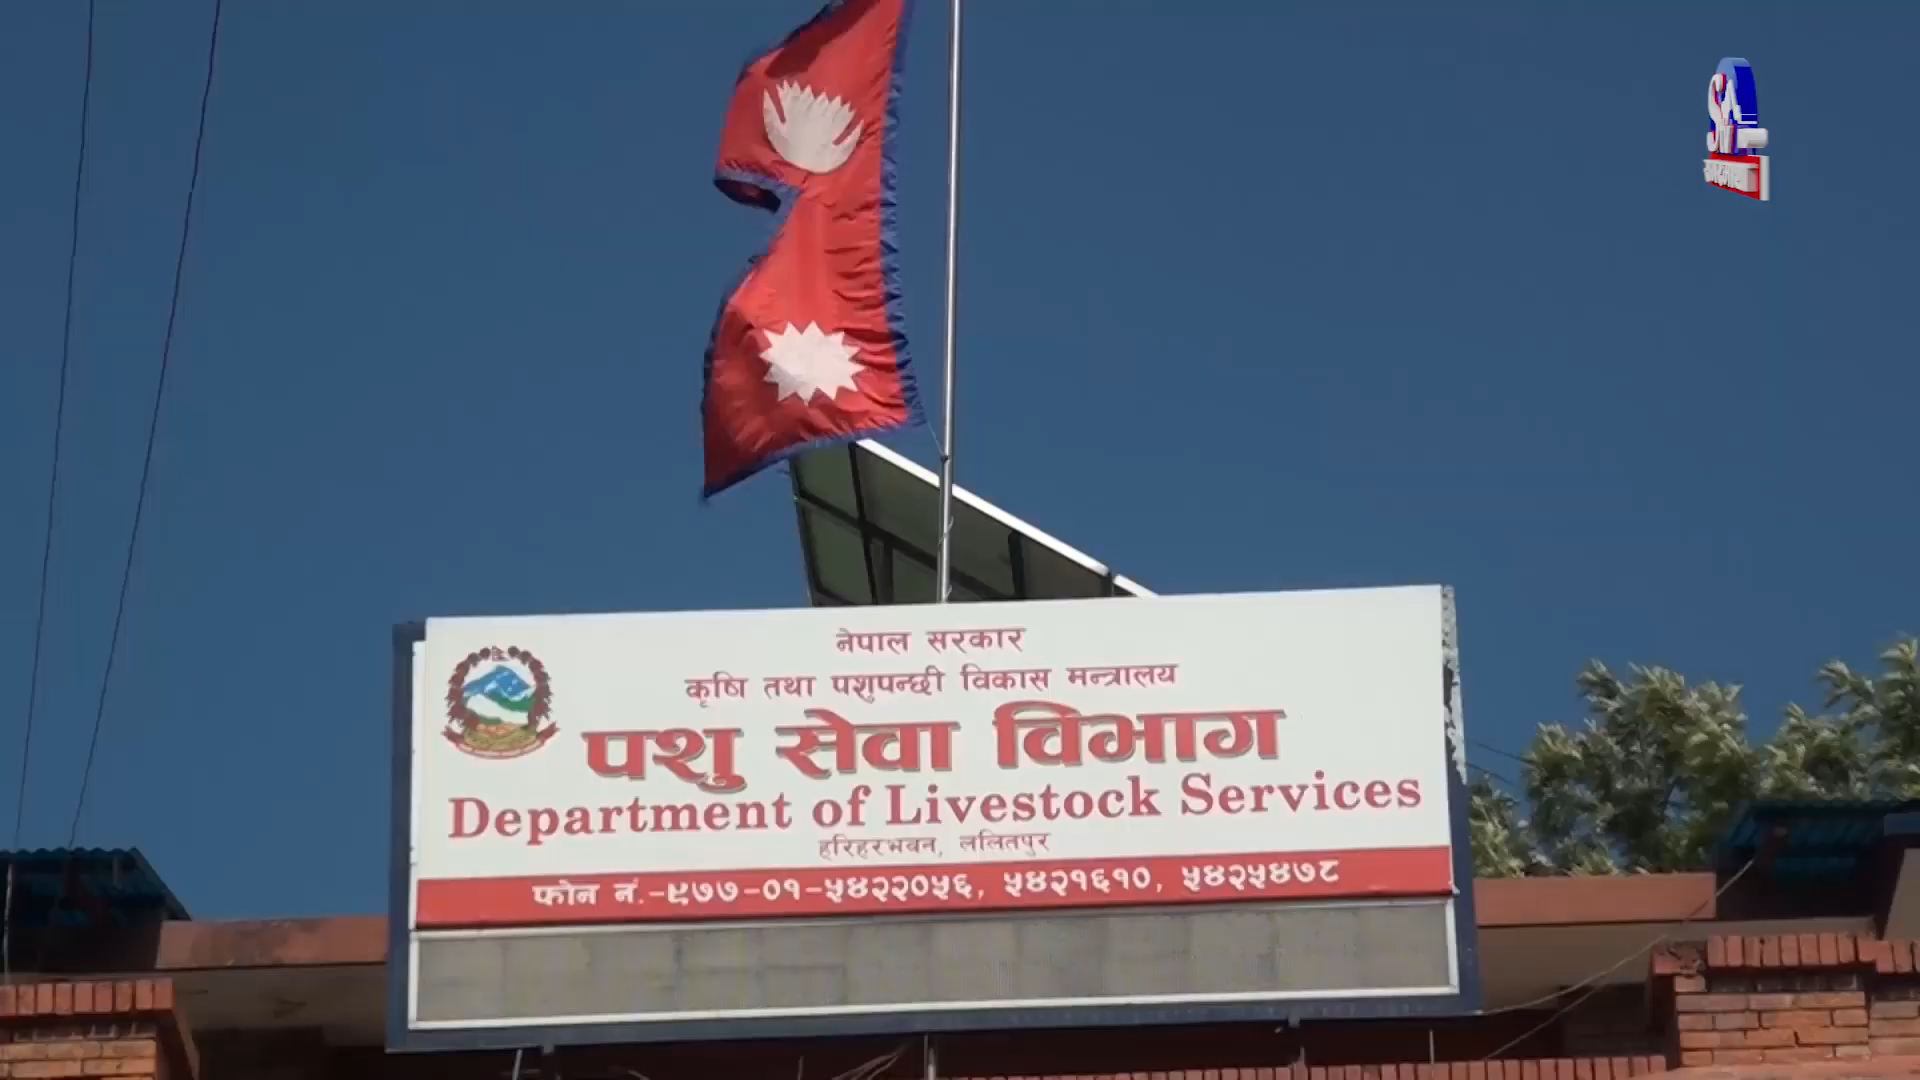 नेपाल सरकार
कृषि तथा पशुपन्छी विकास मन्त्रालय
पशु सेवा विभाग
Department of Livestock Services
हरिहरभवन, ललितपुर
फोन नं.-९७७-०१-५४२२०५६, ५४२१६१०, ५४२५४७८